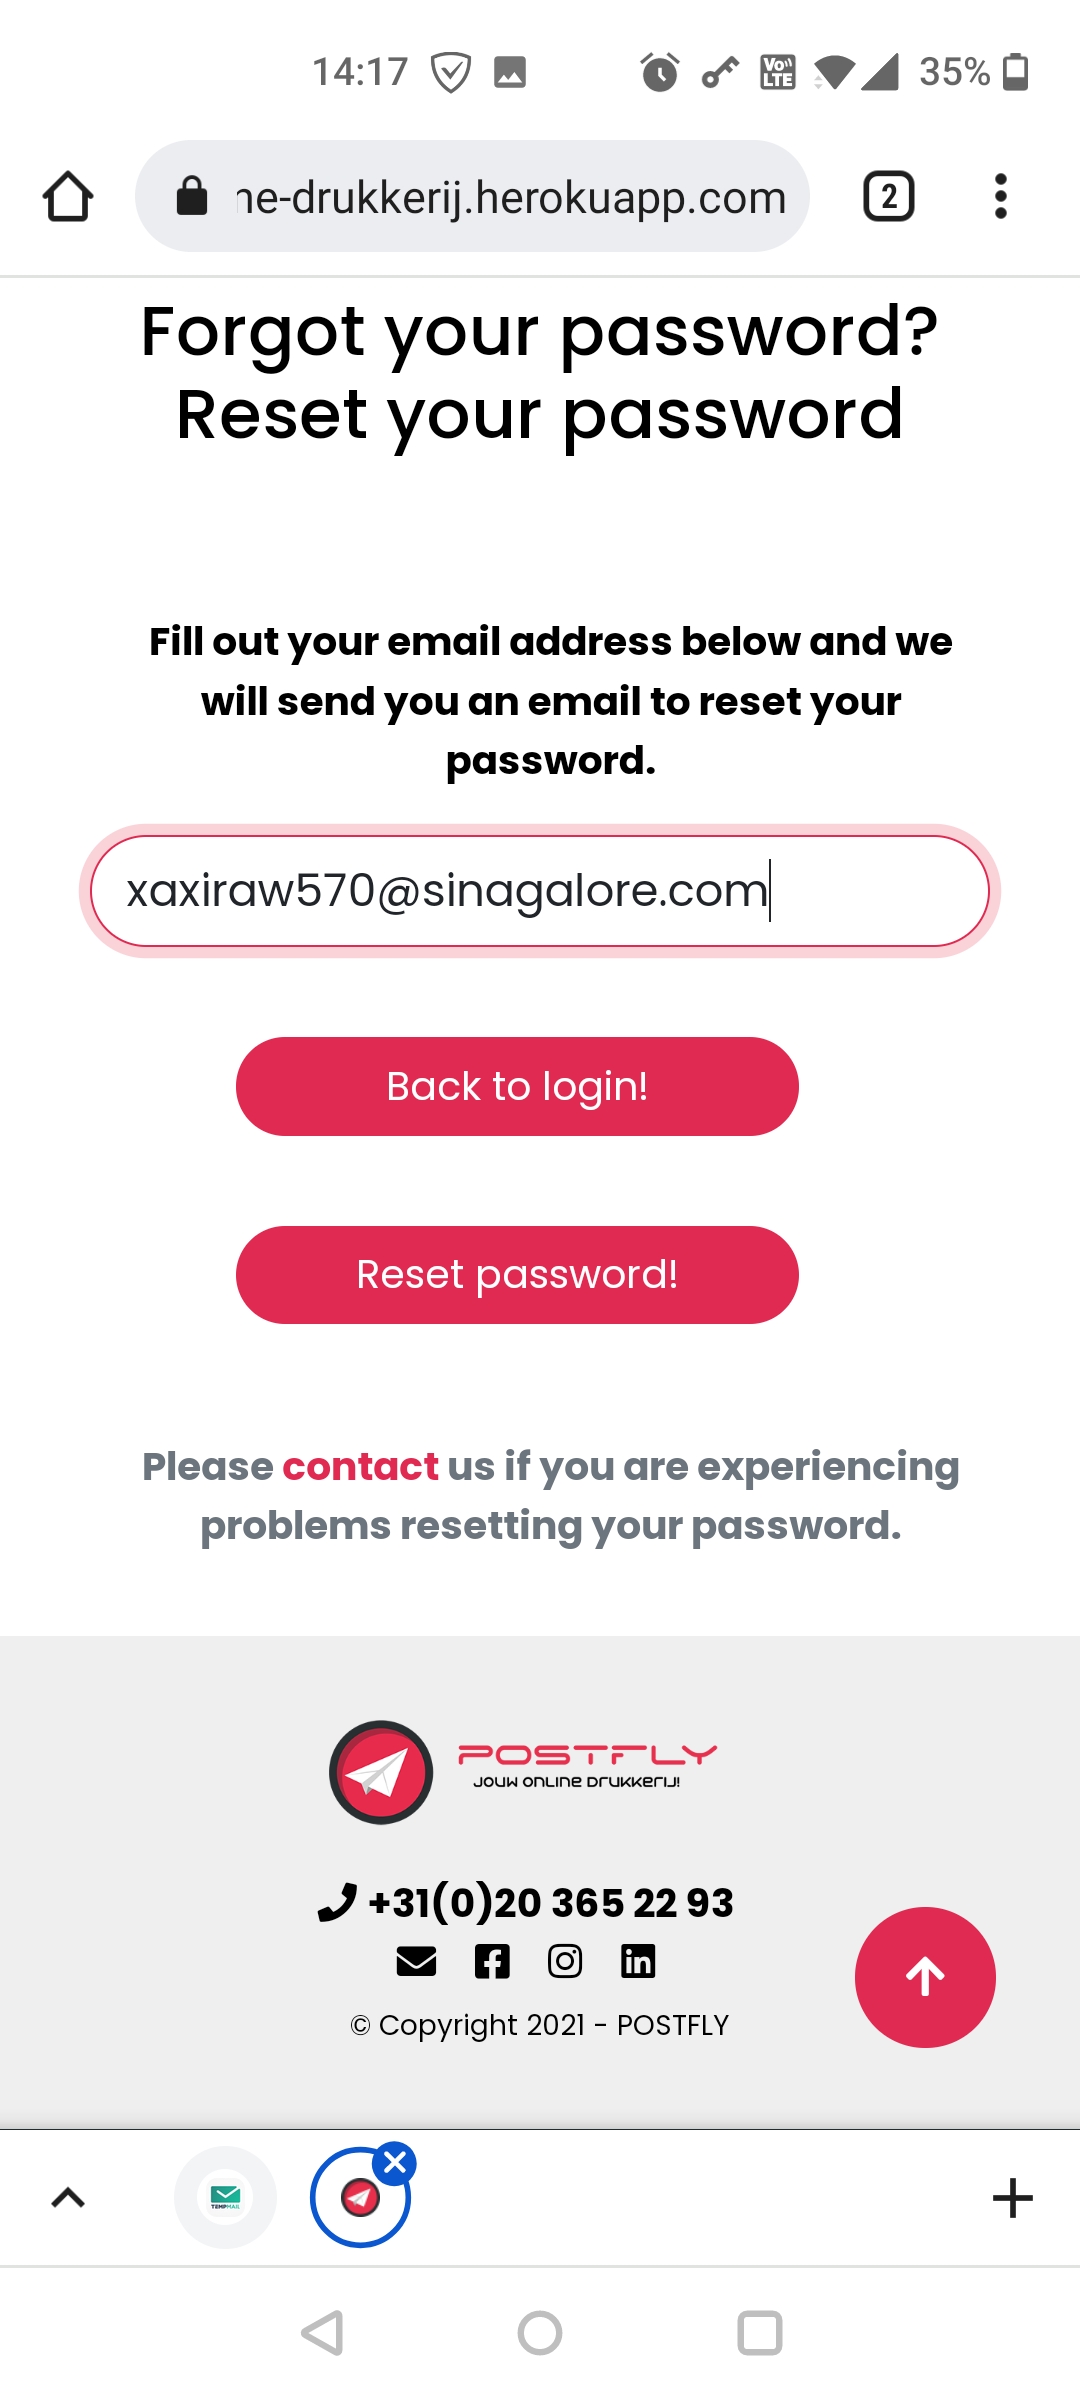 14:17
Vo)) LTE
35%
ne-drukkerij.herokuapp.com
2
Forgot your password?
Reset your password
Fill out your email address below and we
will send you an email to reset your
password.
xaxiraw570@sinagalore.com
Back to login!
Reset password!
Please contact us if you are experiencing
problems resetting your password.
POSTFLY
Jouw online drukkerij!
+31(0)20 365 22 93
© Copyright 2021 - POSTFLY
TEMPMAIL